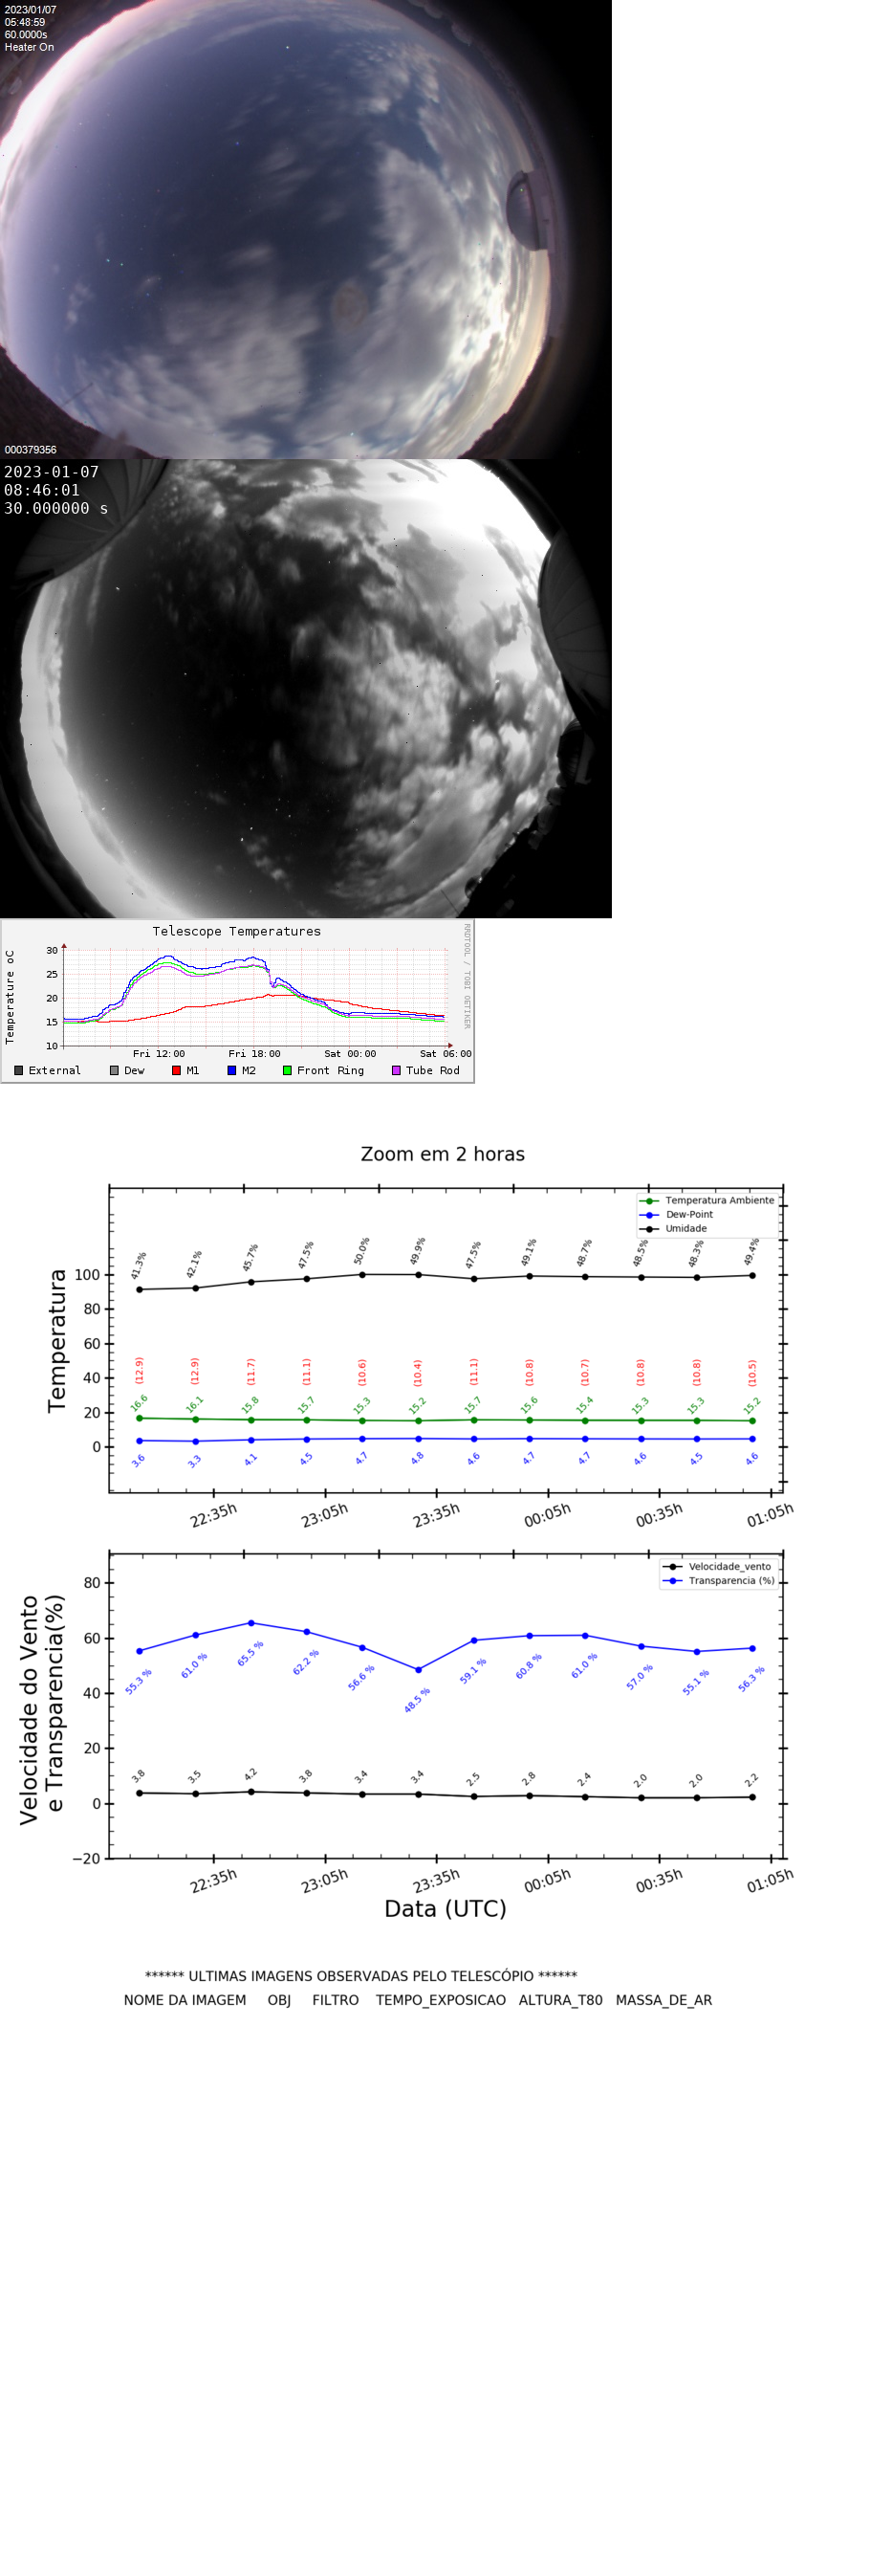 2023/01/07
05:48:59
60.0000s
Heater On
000379356
2023-01-07
08:46:01
30.000000 s
Telescope Temperatures
RRDTOOL / TOBI OETIKER
Temperature oC
30
25
20
15
10
Fri 12:00 Fri 18:00 Sat 00:00 Sat 06:00
External Dew M1 M2 Front Ring Tube Rod
Zoom em 2 horas
Temperatura Ambiente
Dew-Point
Umidade
41.3% 42.1% 45.7% 47.5% 50.0% 49.9% 47.5% 49.1% 48.7% 48.5% 48.3% 49.4%
Temperatura
100
80
60
40
20
0
(12.9) (12.9) (11.7) (11.1) (10.6) (10.4) (11.1) (10.8) (10.7) (10.8) (10.8) (10.5)
16.6 16.1 15.8 15.7 15.3 15.2 15.7 15.6 15.4 15.3 15.3 15.2
3.6 3.3 4.1 4.5 4.7 4.8 4.6 4.7 4.7 4.6 4.5 4.6
22:35h 23:05h 23:35h 00:05h 00:35h 01:05h
Velocidade_vento
Transparencia (%)
Velocidade do Vento
e Transparencia(%)
80
60
40
20
0
−20
55.3 % 61.0 % 65.5 % 62.2 % 56.6 % 48.5 % 59.1 % 60.8 % 61.0 % 57.0 % 55.1 % 56.3 %
3.8 3.5 4.2 3.8 3.4 3.4 2.5 2.8 2.4 2.0 2.0 2.2
22:35h 23:05h 23:35h 00:05h 00:35h 01:05h
Data (UTC)
****** ULTIMAS IMAGENS OBSERVADAS PELO TELESCÓPIO ******
NOME DA IMAGEM OBJ FILTRO TEMPO_EXPOSICAO ALTURA_T80 MASSA_DE_AR